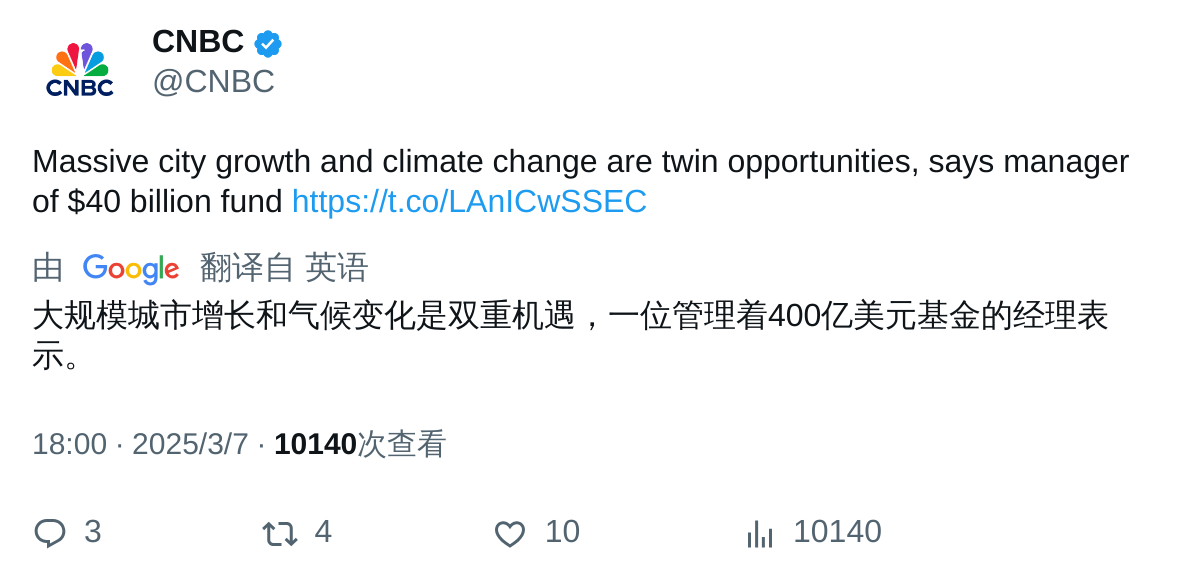 CNBC
CNBC
@CNBC
Massive city growth and climate change are twin opportunities, says manager
of $40 billion fund https://t.co/LAnICwSSEC
由 Google 翻译自 英语
大规模城市增长和气候变化是双重机遇，一位管理着400亿美元基金的经理表
示。
18:00 · 2025/3/7 · 10140次查看
3 4 10 10140